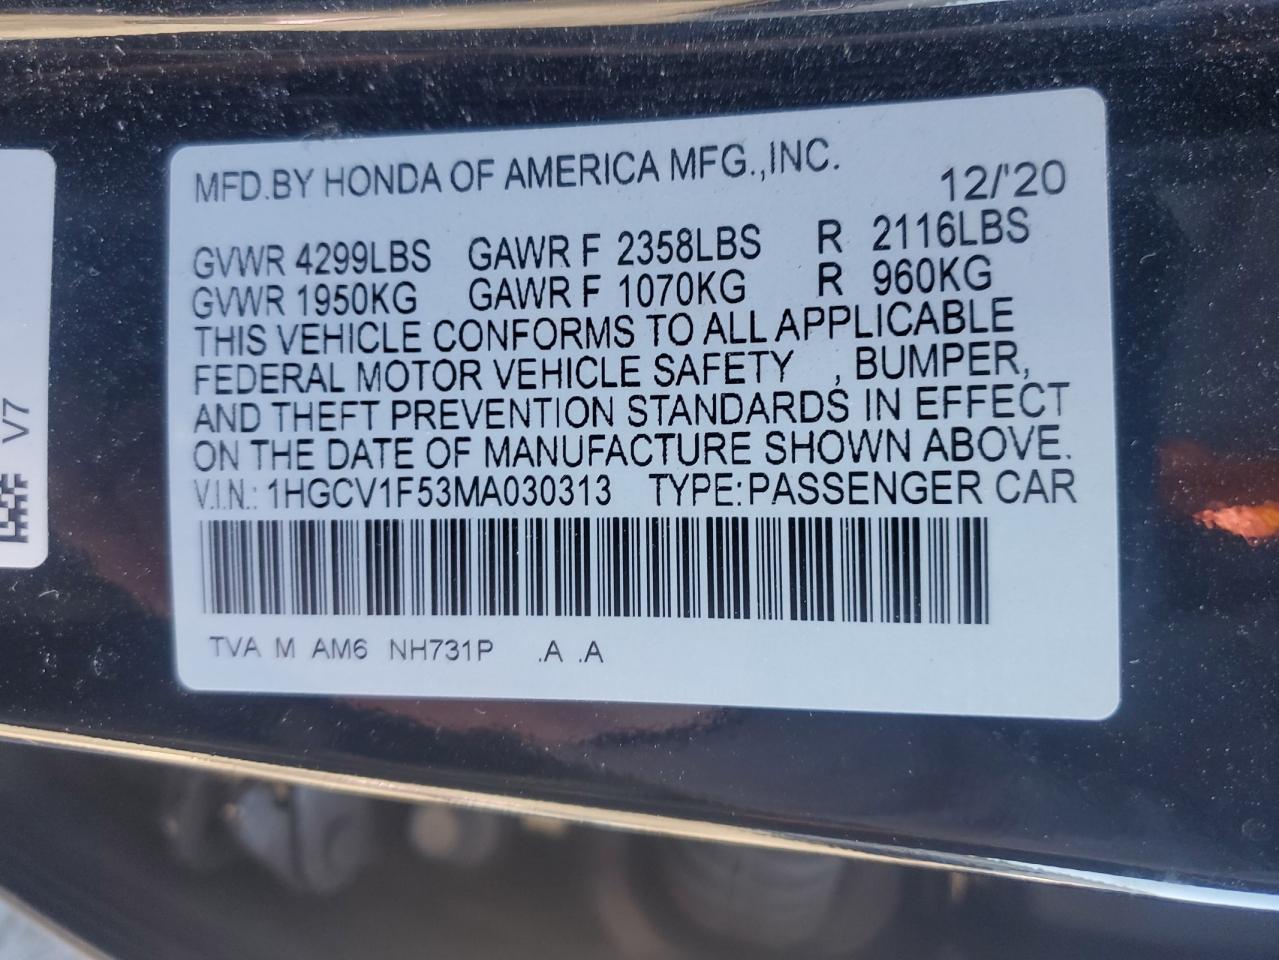 MFD.BY HONDA OF AMERICA MFG.,INC. 12/'20
GVWR 4299LBS GAWR F 2358LBS R 2116LBS
GVWR 1950KG GAWR F 1070KG R 960KG
THIS VEHICLE CONFORMS TO ALL APPLICABLE
FEDERAL MOTOR VEHICLE SAFETY , BUMPER,
AND THEFT PREVENTION STANDARDS IN EFFECT
ON THE DATE OF MANUFACTURE SHOWN ABOVE.
V.I.N.: 1HGCV1F53MA030313 TYPE:PASSENGER CAR
TVA M AM6 NH731P .A .A
V7